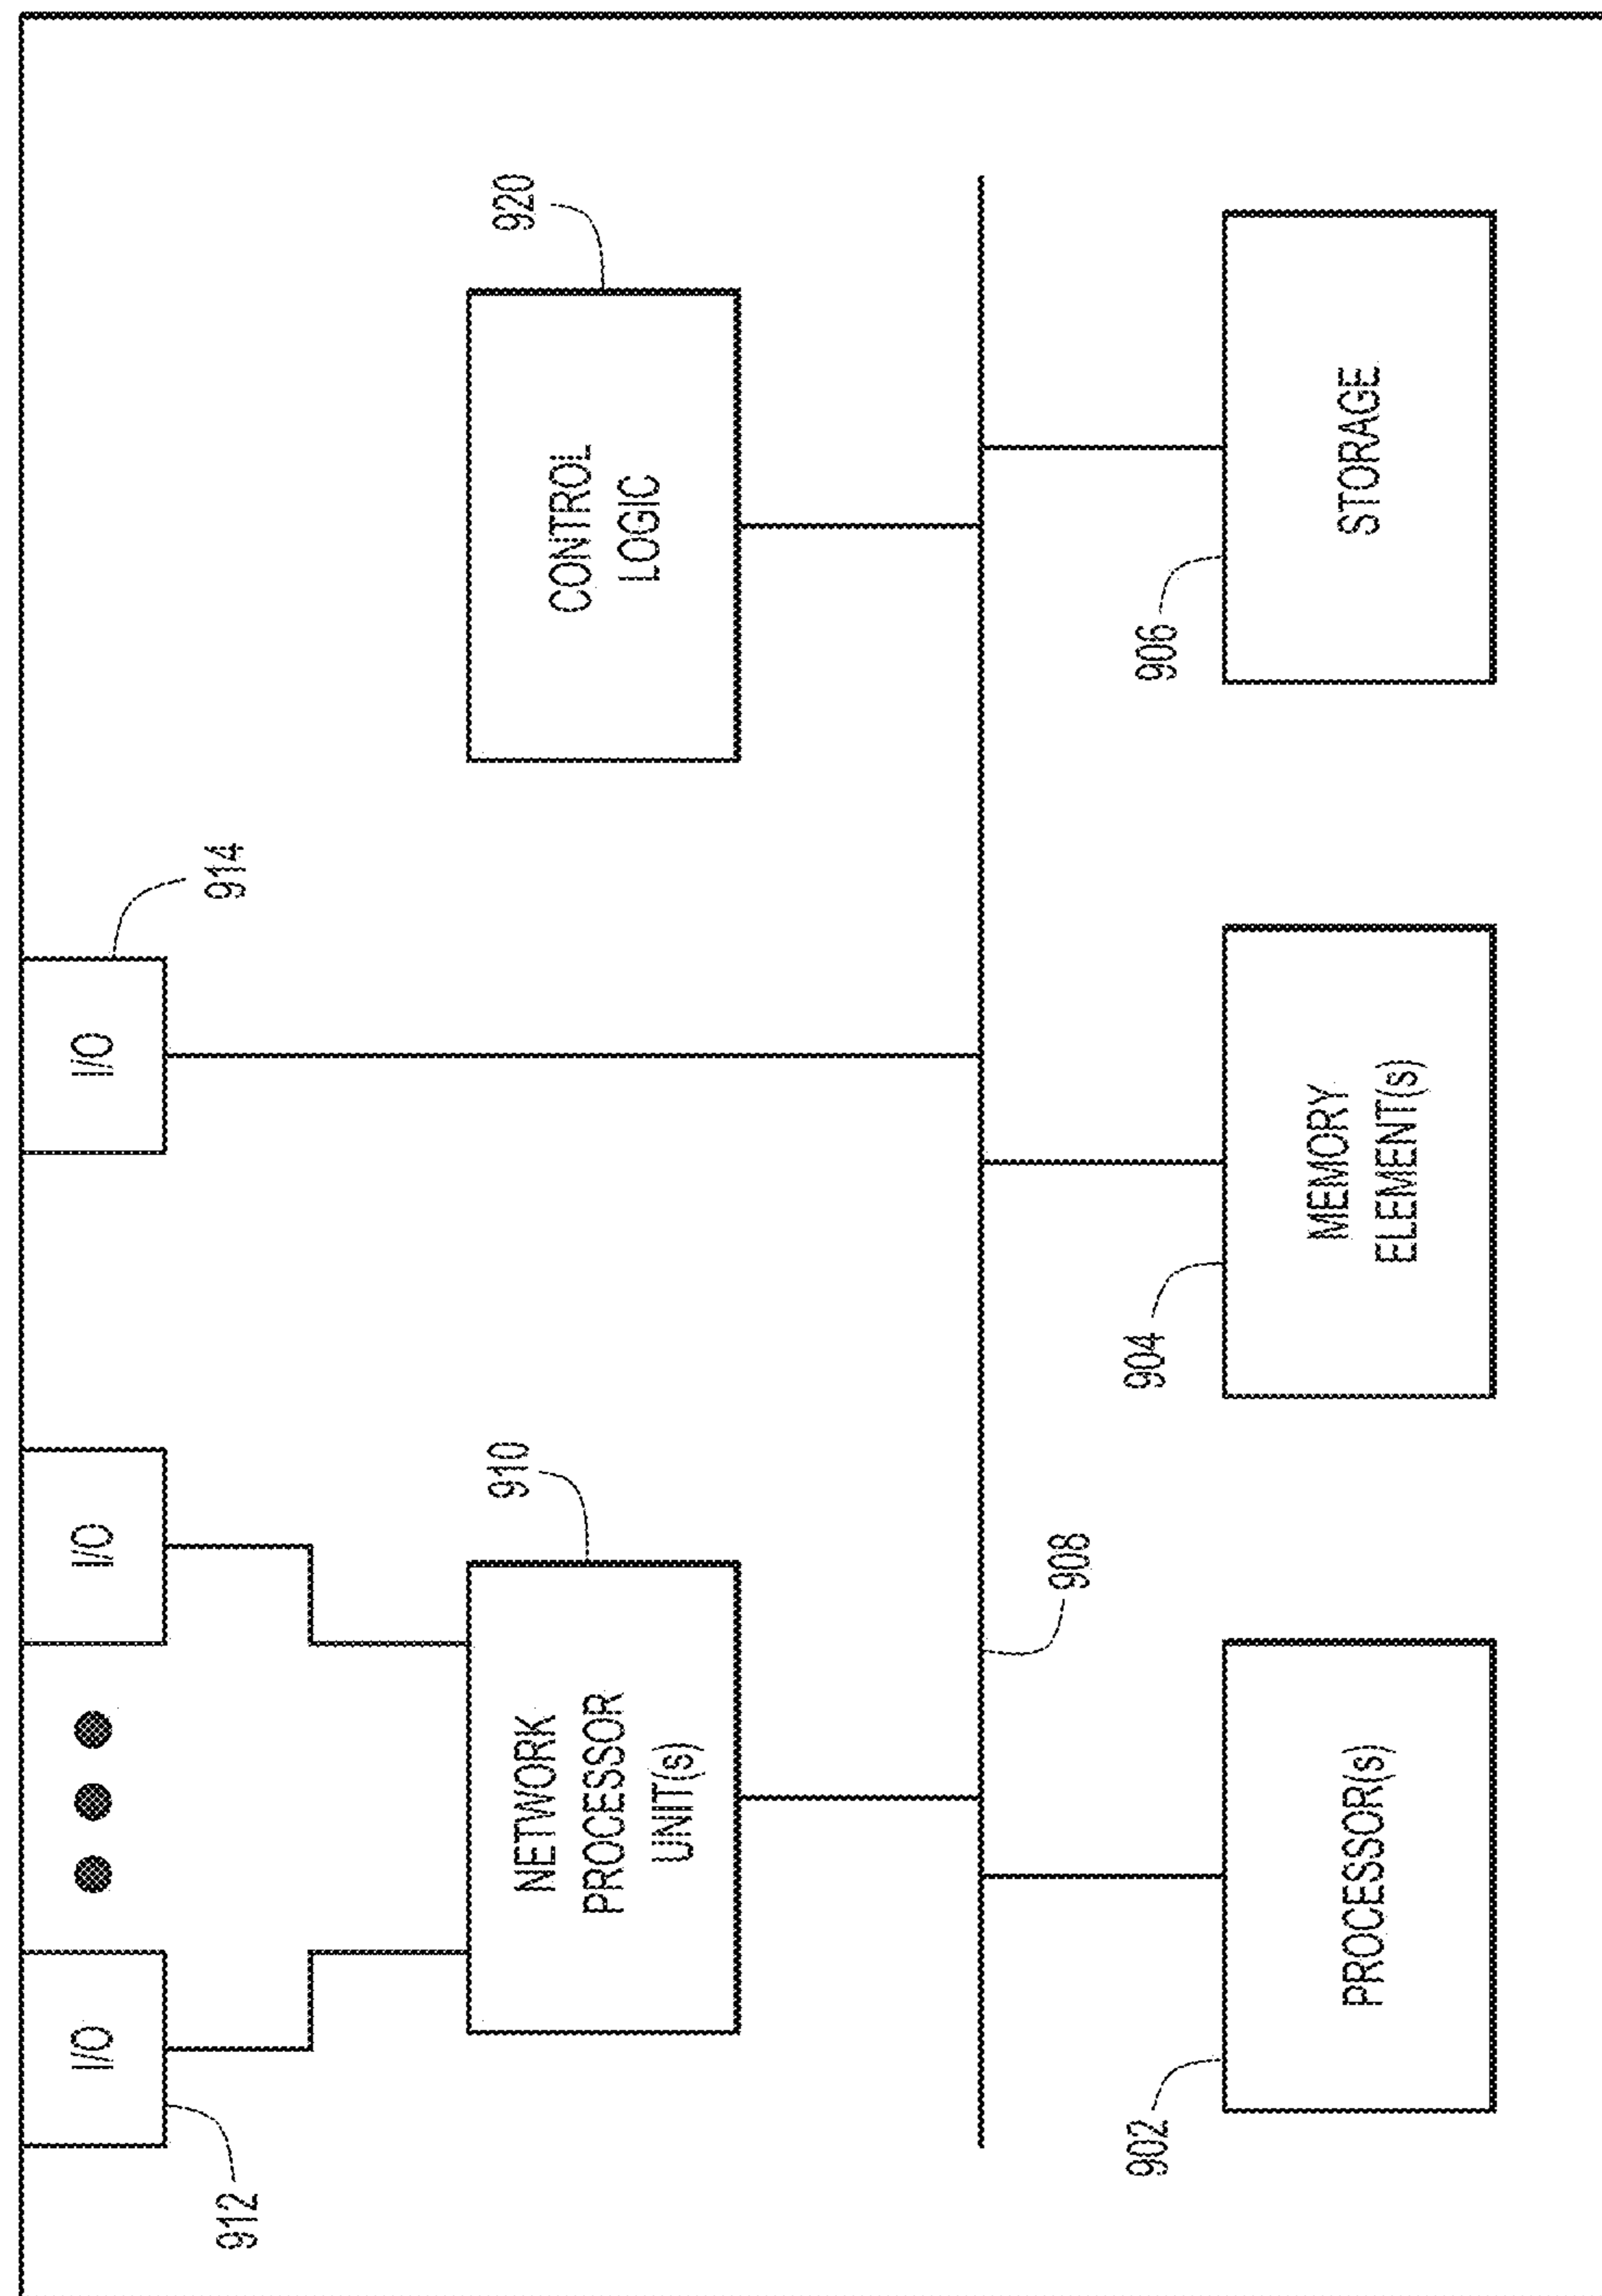 I/O
I/O
I/O
912
914
910
920
NETWORK
PROCESSOR
UNIT(s)
CONTROL
LOGIC
908
902
904
906
PROCESSOR(s)
MEMORY
ELEMENT(s)
STORAGE